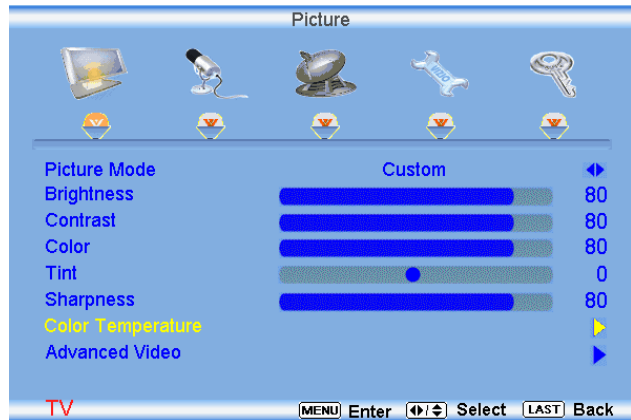 Picture
Picture Mode Custom
Brightness 80
Contrast 80
Color 80
Tint 0
Sharpness 80
Color Temperature
Advanced Video
TV MENU Enter Select LAST Back